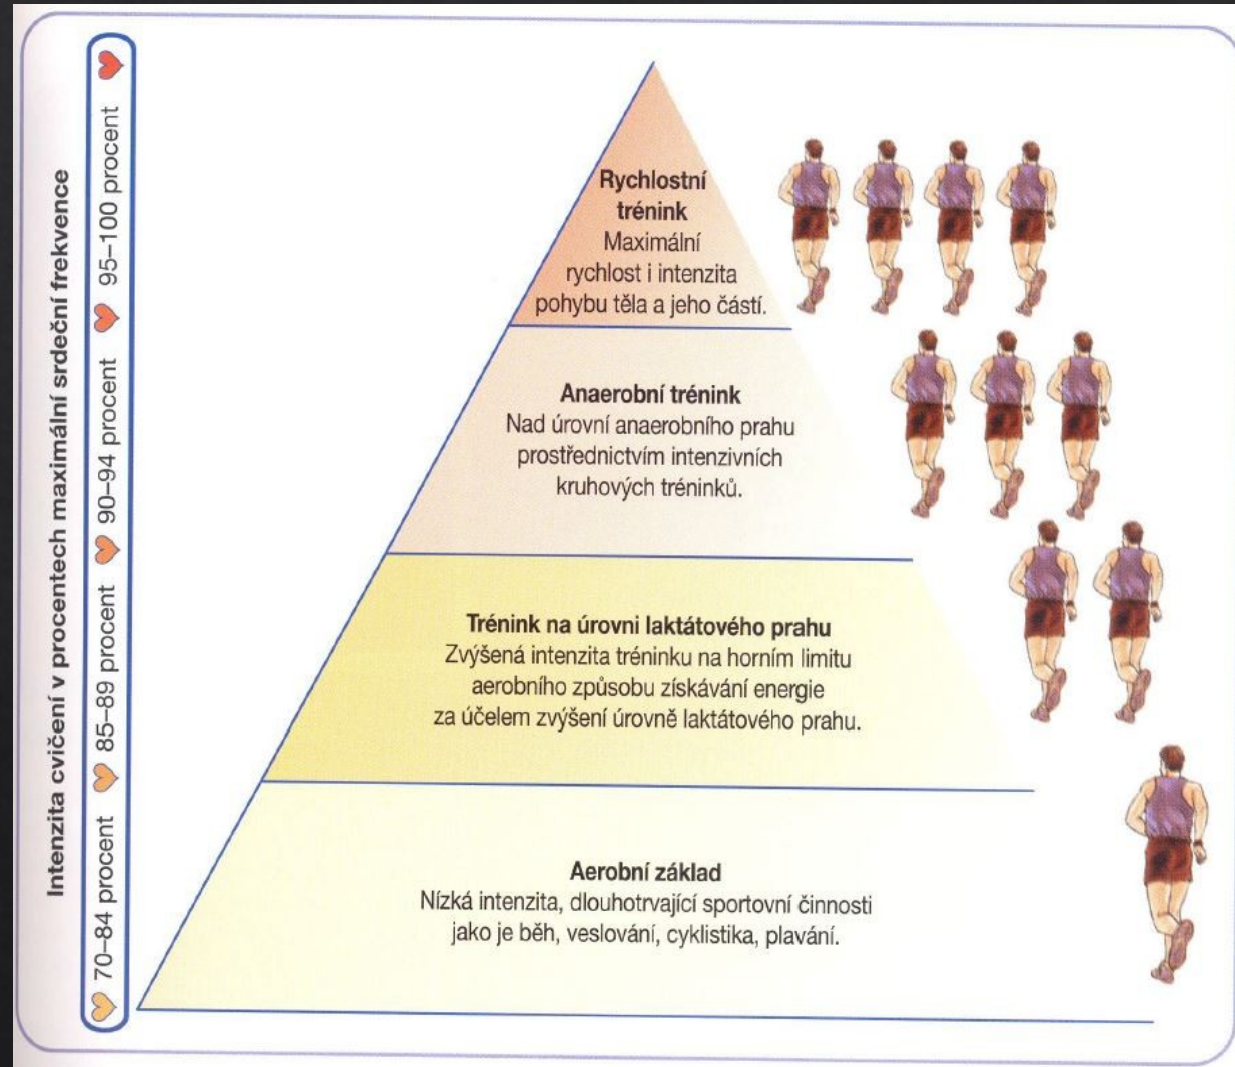 Intenzita cvičení v procentech maximální srdeční frekvence
95–100 procent
90–94 procent
85–89 procent
70–84 procent
Rychlostní
trénink
Maximální
rychlost i intenzita
pohybu těla a jeho částí.
Anaerobní trénink
Nad úrovní anaerobního prahu
prostřednictvím intenzivních
kruhových tréninků.
Trénink na úrovni laktátového prahu
Zvýšená intenzita tréninku na horním limitu
aerobního způsobu získávání energie
za účelem zvýšení úrovně laktátového prahu.
Aerobní základ
Nízká intenzita, dlouhotrvající sportovní činnosti
jako je běh, veslování, cyklistika, plavání.